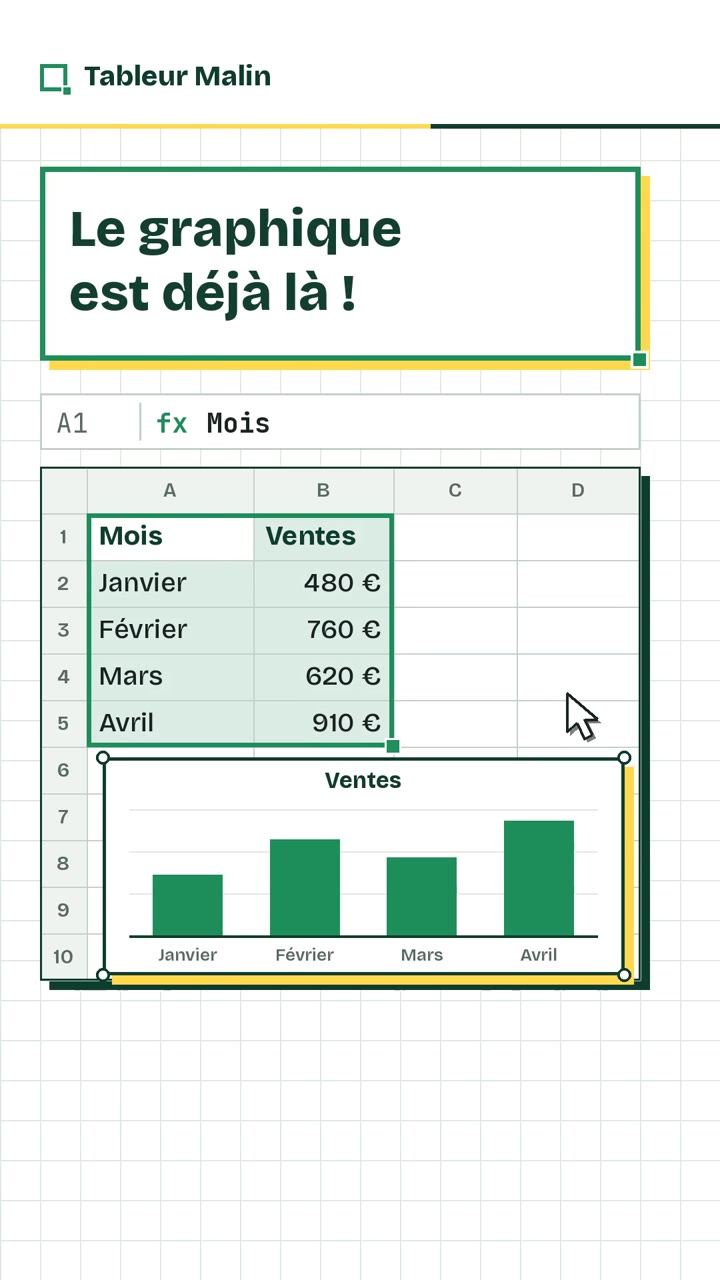 Tableur Malin
Le graphique
est déjà là !
A1 fx Mois
A B C D
1 Mois Ventes
2 Janvier 480 €
3 Février 760 €
4 Mars 620 €
5 Avril 910 €
6
Ventes
7
8
9
10
Janvier Février Mars Avril